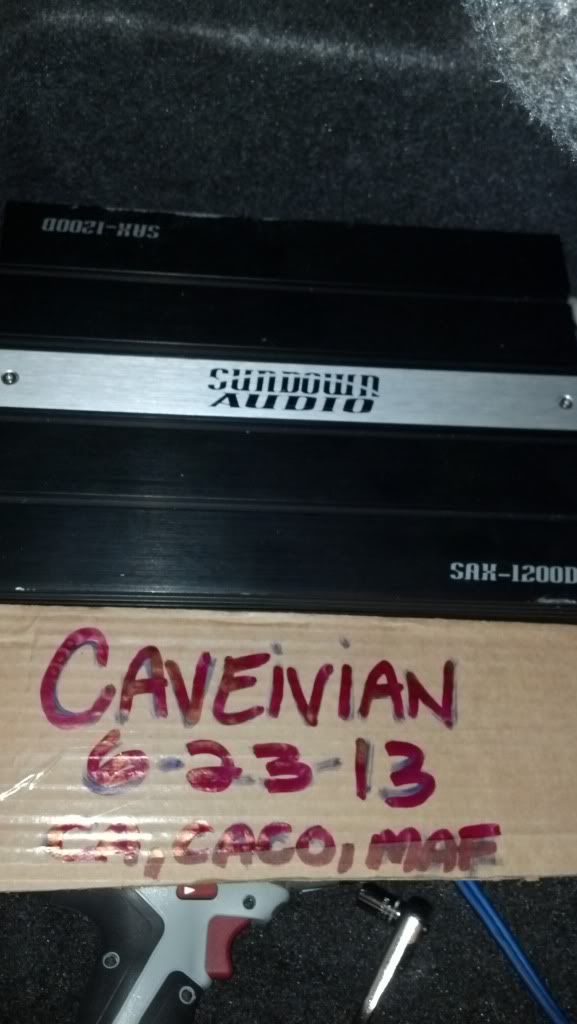 SAX-1200D
SUNDOWN
AUDIO
SAX-1200D
CAVEiViAN
6-23-13
CA, CACO, MAF